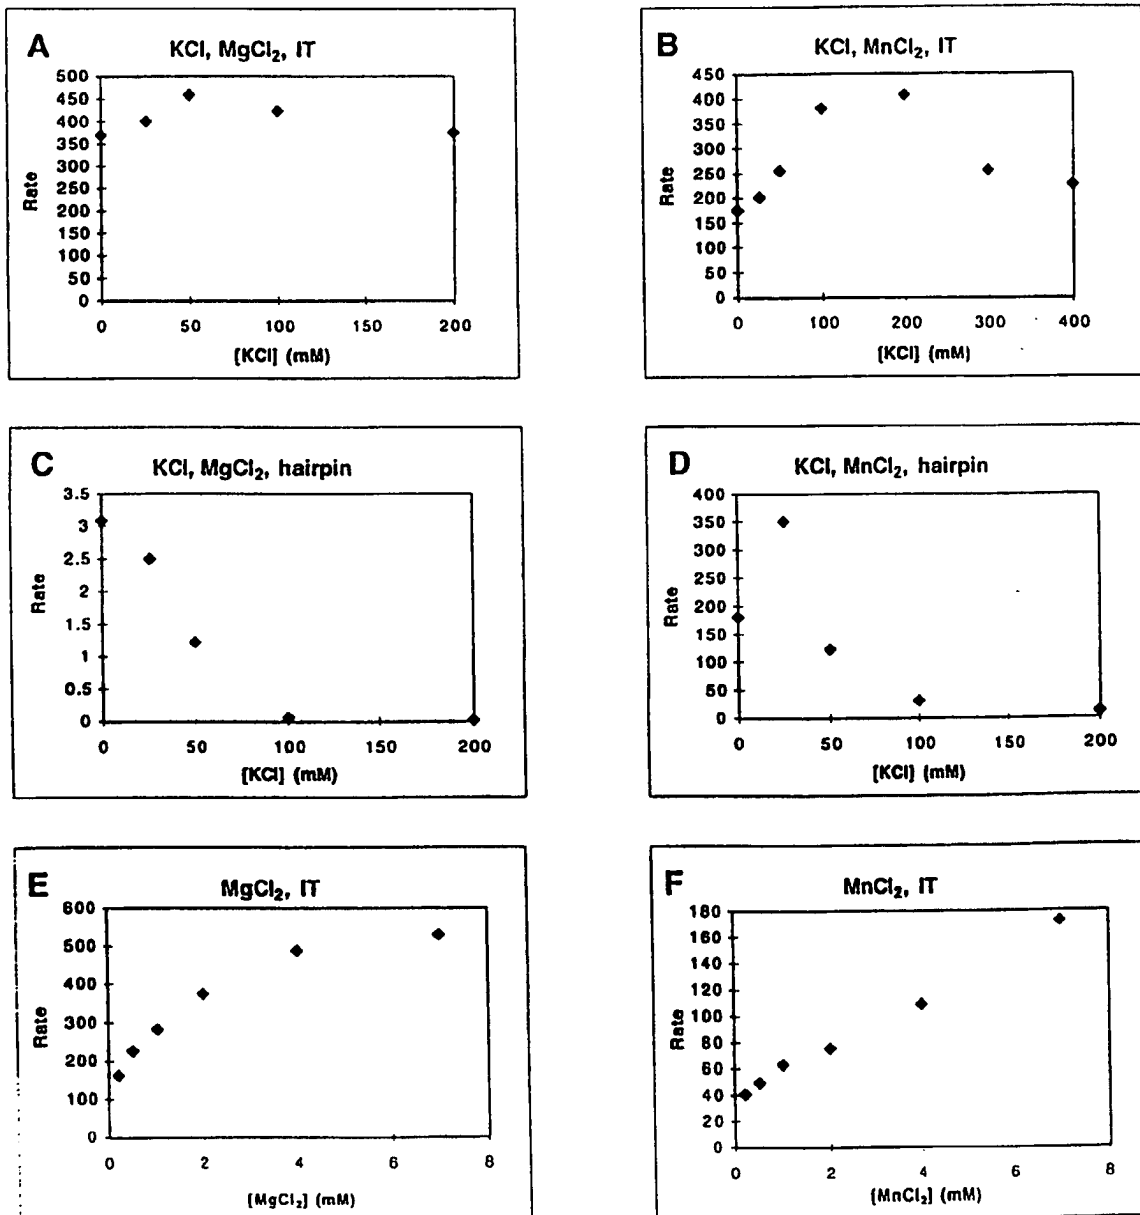 A KCl, MgCl₂, IT
500
450
400
350
300
250
200
150
100
50
0
Rate
0 50 100 150 200
[KCl] (mM)
B KCl, MnCl₂, IT
450
400
350
300
250
200
150
100
50
0
Rate
0 100 200 300 400
[KCl] (mM)
C KCl, MgCl₂, hairpin
3.5
3
2.5
2
1.5
1
0.5
0
Rate
0 50 100 150 200
[KCl] (mM)
D KCl, MnCl₂, hairpin
400
350
300
250
200
150
100
50
0
Rate
0 50 100 150 200
[KCl] (mM)
E MgCl₂, IT
600
500
400
300
200
100
0
Rate
0 2 4 6 8
[MgCl₂] (mM)
F MnCl₂, IT
180
160
140
120
100
80
60
40
20
0
Rate
0 2 4 6 8
[MnCl₂] (mM)